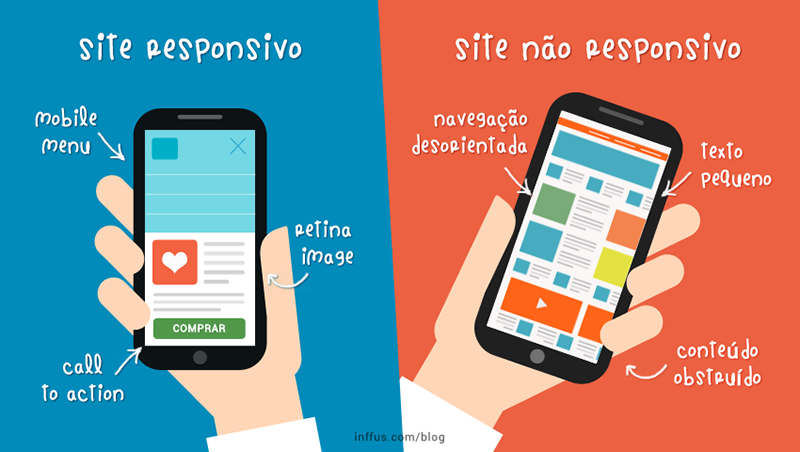 site responsivo
site não responsivo
mobile
menu
navegação
desorientada
texto
pequeno
retina
image
COMPRAR
call
to action
conteúdo
obstruído
inffus.com/blog